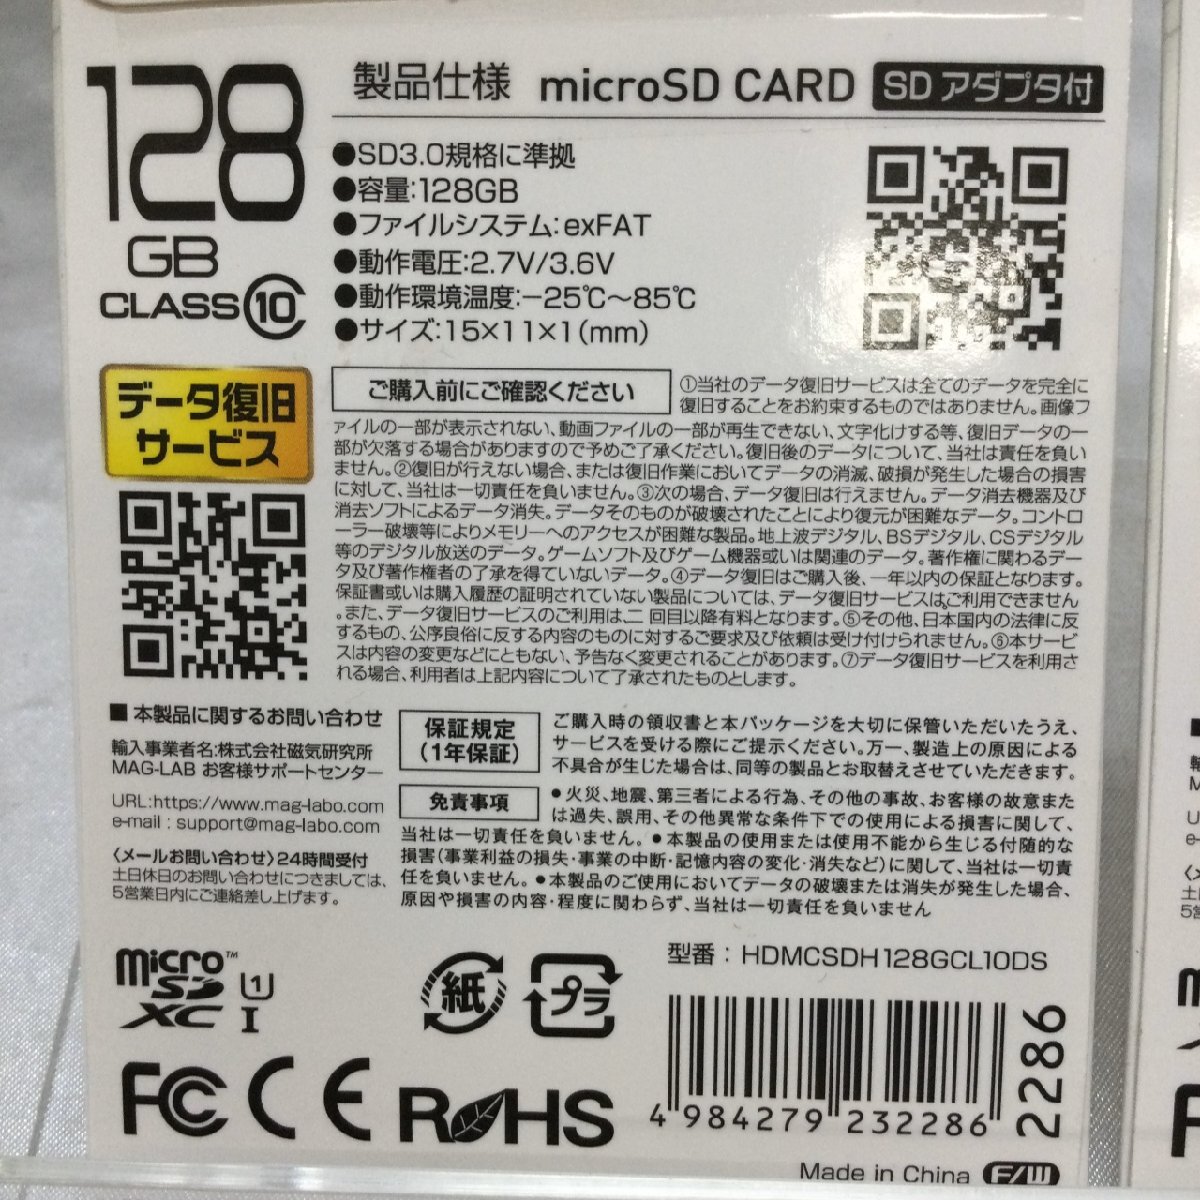 128
GB
CLASS 10
製品仕様 microSD CARD SDアダプタ付
●SD3.0規格に準拠
●容量:128GB
●ファイルシステム:exFAT
●動作電圧:2.7V/3.6V
●動作環境温度:−25℃〜85℃
●サイズ:15×11×1(mm)
データ復旧
サービス
ご購入前にご確認ください
①当社のデータ復旧サービスは全てのデータを完全に
復旧することをお約束するものではありません。画像フ
ァイルの一部が表示されない、動画ファイルの一部が再生できない、文字化けする等、復旧データの一
部が欠落する場合がありますので予めご了承ください。復旧後のデータについて、当社は責任を負い
ません。②復旧が行えない場合、または復旧作業においてデータの消滅、破損が発生した場合の損害
に対して、当社は一切責任を負いません。③次の場合、データ復旧は行えません。データ消去機器及び
消去ソフトによるデータ消失。データそのものが破壊されたことにより復元が困難なデータ。コントロ
ーラー破壊等によりメモリーへのアクセスが困難な製品。地上波デジタル、BSデジタル、CSデジタル
等のデジタル放送のデータ。ゲームソフト及びゲーム機器或いは関連のデータ。著作権に関わるデー
タ及び著作権者の了承を得ていないデータ。④データ復旧はご購入後、一年以内の保証となります。
保証書或いは購入履歴の証明されていない製品については、データ復旧サービスはご利用できません
。また、データ復旧サービスのご利用は、二 回目以降有料となります。⑤その他、日本国内の法律に反
するもの、公序良俗に反する内容のものに対するご要求及び依頼は受け付けられません。⑥本サービ
スは内容の変更などにともない、予告なく変更されることがあります。⑦データ復旧サービスを利用さ
れる場合、利用者は上記内容について了承されたものとします。
■本製品に関するお問い合わせ
輸入事業者名:株式会社磁気研究所
MAG-LAB お客様サポートセンター
URL:https://www.mag-labo.com
e-mail : support@mag-labo.com
〈メールお問い合わせ〉24時間受付
土日休日のお問い合わせにつきましては、
5営業日内にご連絡差し上げます。
保証規定
(1年保証)
ご購入時の領収書と本パッケージを大切に保管いただいたうえ、
サービスを受ける際にご提示ください。万一、製造上の原因による
不具合が生じた場合は、同等の製品とお取替えさせていただきます。
免責事項
●火災、地震、第三者による行為、その他の事故、お客様の故意また
は過失、誤用、その他異常な条件下での使用による損害に関して、
当社は一切責任を負いません。●本製品の使用または使用不能から生じる付随的な
損害(事業利益の損失・事業の中断・記憶内容の変化・消失など)に関して、当社は一切責
任を負いません。●本製品のご使用においてデータの破壊または消失が発生した場合、
原因や損害の内容・程度に関わらず、当社は一切責任を負いません
micro SD XC ™ 1 I
紙
プラ
型番：HDMCSDH128GCL10DS
FC CE RoHS
4 984279 232286
2286
Made in China F/W